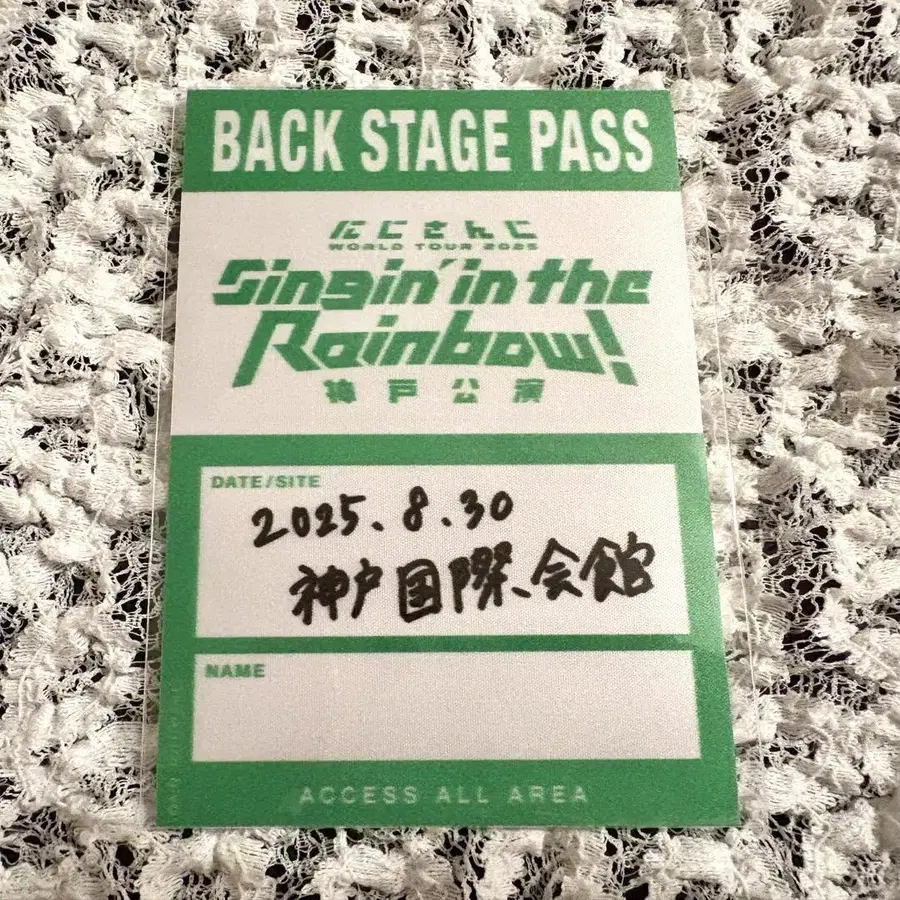 BACK STAGE PASS
にじさんじ
WORLD TOUR 2025
Singin' in the
Rainbow!
神戸公演
DATE/SITE
2025.8.30
神戸国際会館
NAME
ACCESS ALL AREA